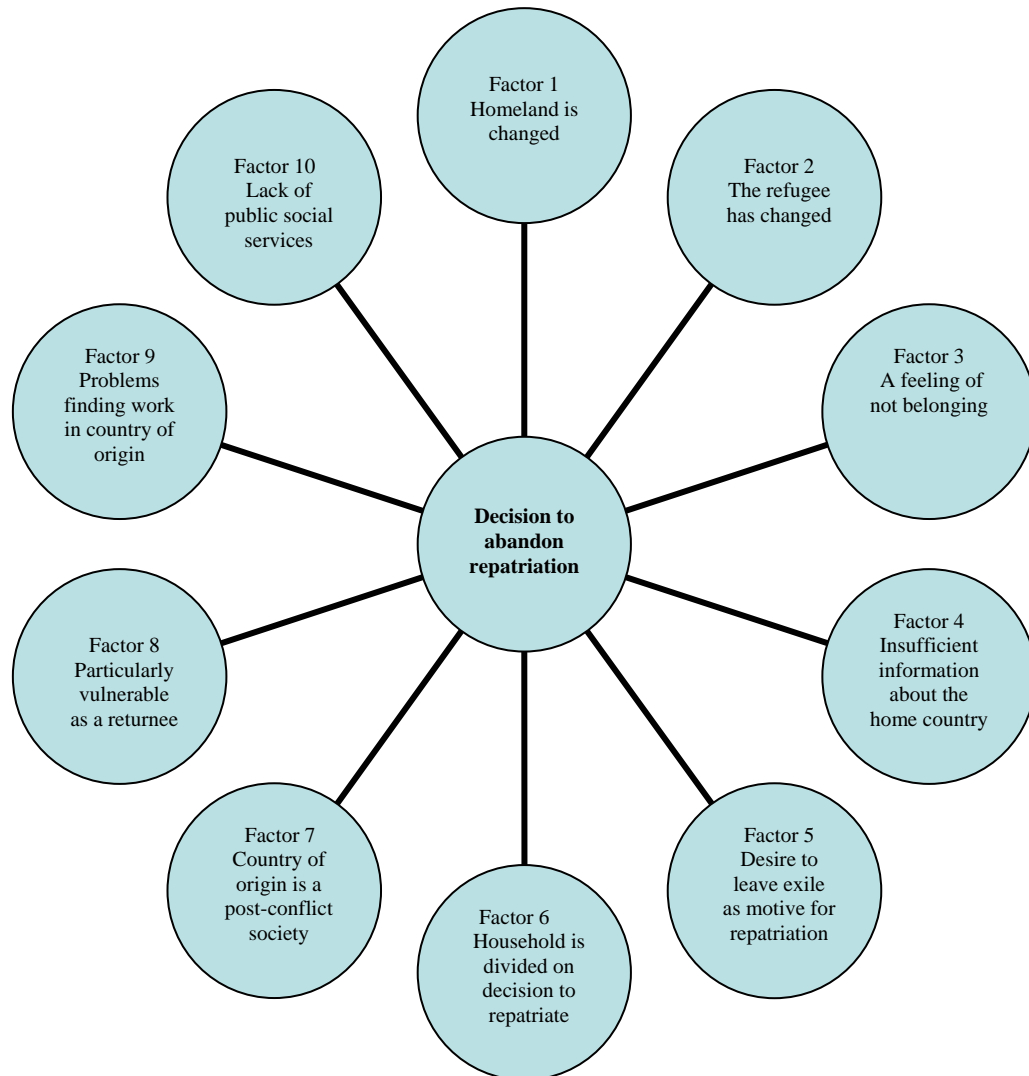 Factor 1
Homeland is
changed
Factor 2
The refugee
has changed
Factor 3
A feeling of
not belonging
Factor 4
Insufficient
information
about the
home country
Factor 5
Desire to
leave exile
as motive for
repatriation
Factor 6
Household is
divided on
decision to
repatriate
Factor 7
Country of
origin is a
post-conflict
society
Factor 8
Particularly
vulnerable
as a returnee
Factor 9
Problems
finding work
in country of
origin
Factor 10
Lack of
public social
services
Decision to
abandon
repatriation